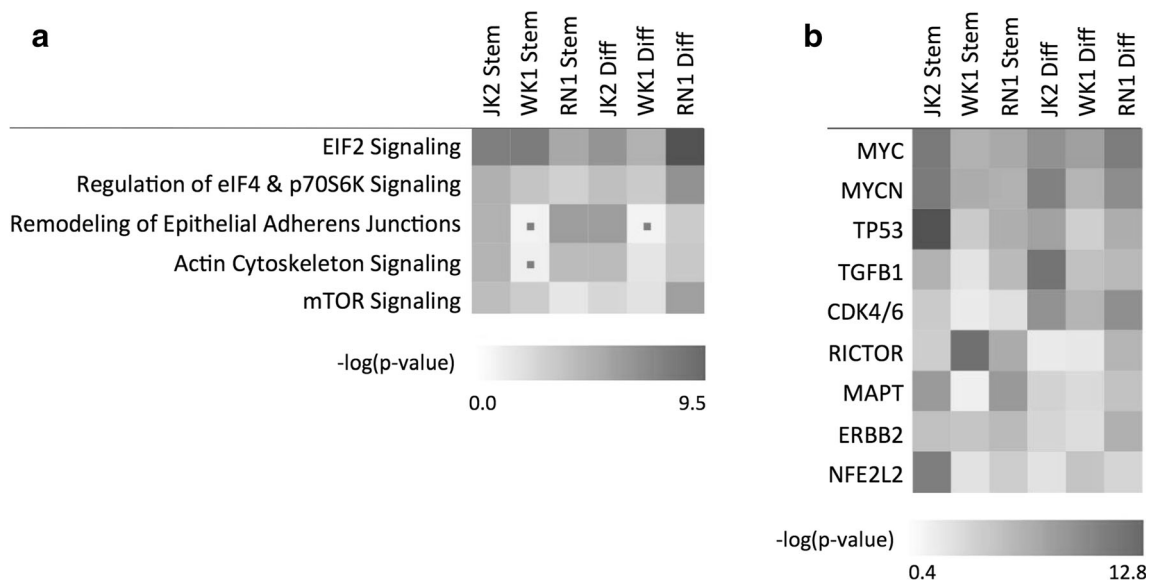 a
JK2 Stem
WK1 Stem
RN1 Stem
JK2 Diff
WK1 Diff
RN1 Diff
EIF2 Signaling
Regulation of eIF4 & p70S6K Signaling
Remodeling of Epithelial Adherens Junctions
Actin Cytoskeleton Signaling
mTOR Signaling
-log(p-value)
0.0 9.5
b
JK2 Stem
WK1 Stem
RN1 Stem
JK2 Diff
WK1 Diff
RN1 Diff
MYC
MYCN
TP53
TGFB1
CDK4/6
RICTOR
MAPT
ERBB2
NFE2L2
-log(p-value)
0.4 12.8